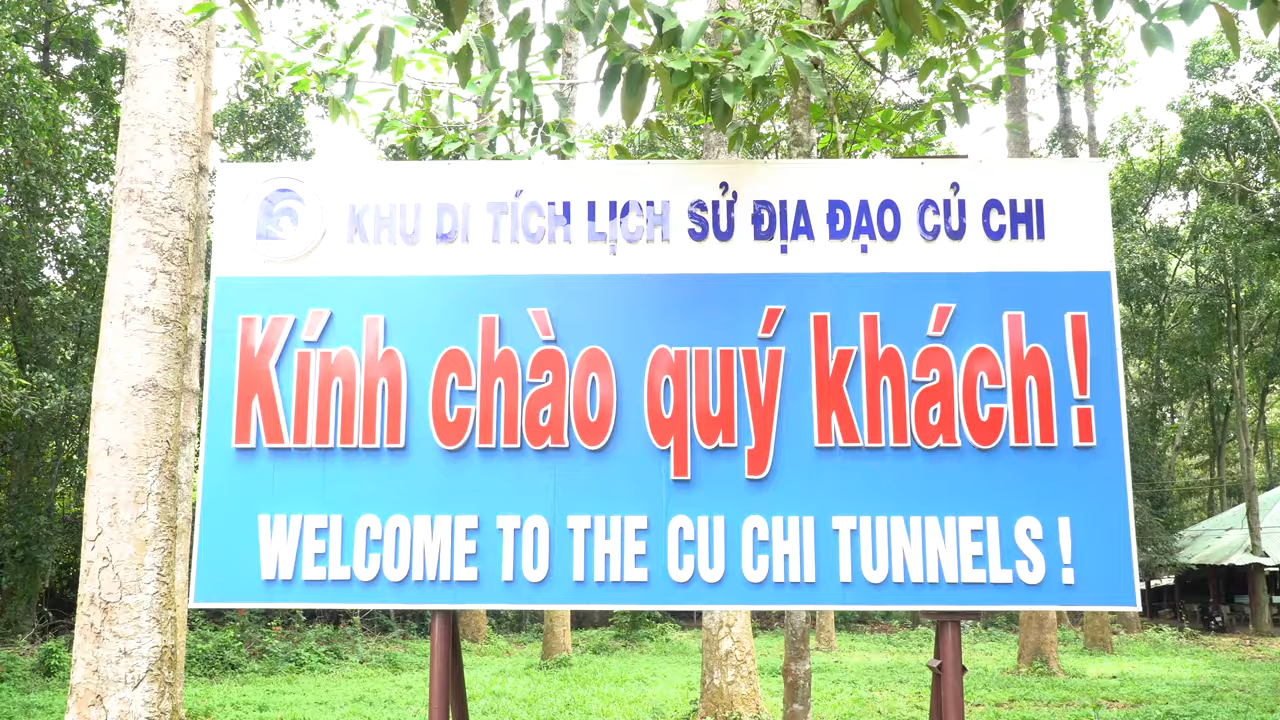 KHU DI TÍCH LỊCH SỬ ĐỊA ĐẠO CỦ CHI
Kính chào quý khách !
WELCOME TO THE CU CHI TUNNELS !